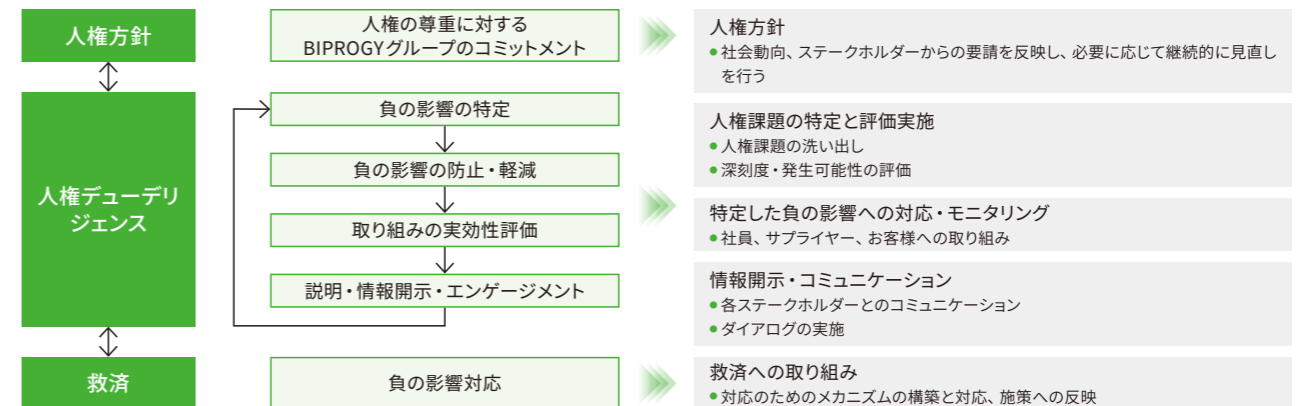 人権方針
人権の尊重に対する
BIPROGYグループのコミットメント
人権方針
●社会動向、ステークホルダーからの要請を反映し、必要に応じて継続的に見直し
を行う
人権デューデリ
ジェンス
負の影響の特定
負の影響の防止・軽減
取り組みの実効性評価
説明・情報開示・エンゲージメント
人権課題の特定と評価実施
●人権課題の洗い出し
●深刻度・発生可能性の評価
特定した負の影響への対応・モニタリング
●社員、サプライヤー、お客様への取り組み
情報開示・コミュニケーション
●各ステークホルダーとのコミュニケーション
●ダイアログの実施
救済
負の影響対応
救済への取り組み
●対応のためのメカニズムの構築と対応、施策への反映